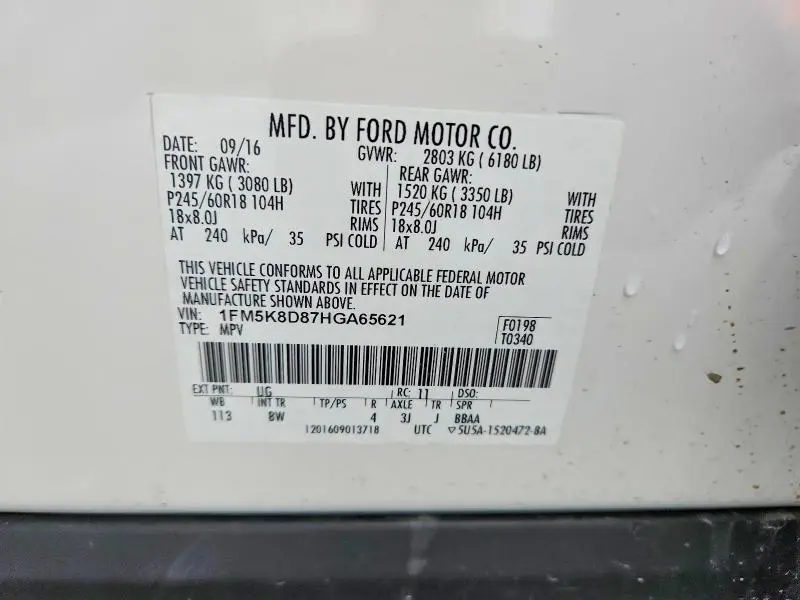 MFD. BY FORD MOTOR CO.
DATE: 09/16 GVWR: 2803 KG ( 6180 LB)
FRONT GAWR: REAR GAWR:
1397 KG ( 3080 LB) WITH 1520 KG ( 3350 LB) WITH
P245/60R18 104H TIRES P245/60R18 104H TIRES
18x8.0J RIMS 18x8.0J RIMS
AT 240 kPa/ 35 PSI COLD AT 240 kPa/ 35 PSI COLD
THIS VEHICLE CONFORMS TO ALL APPLICABLE FEDERAL MOTOR
VEHICLE SAFETY STANDARDS IN EFFECT ON THE DATE OF
MANUFACTURE SHOWN ABOVE.
VIN: 1FM5K8D87HGA65621 F0198
TYPE: MPV T0340
EXT PNT: UG RC: 11 DSO:
WB INT TR TP/PS R AXLE TR SPR
113 8W 4 3J J BBAA
1201609013718 UTC ▽5U5A-1520472-BA